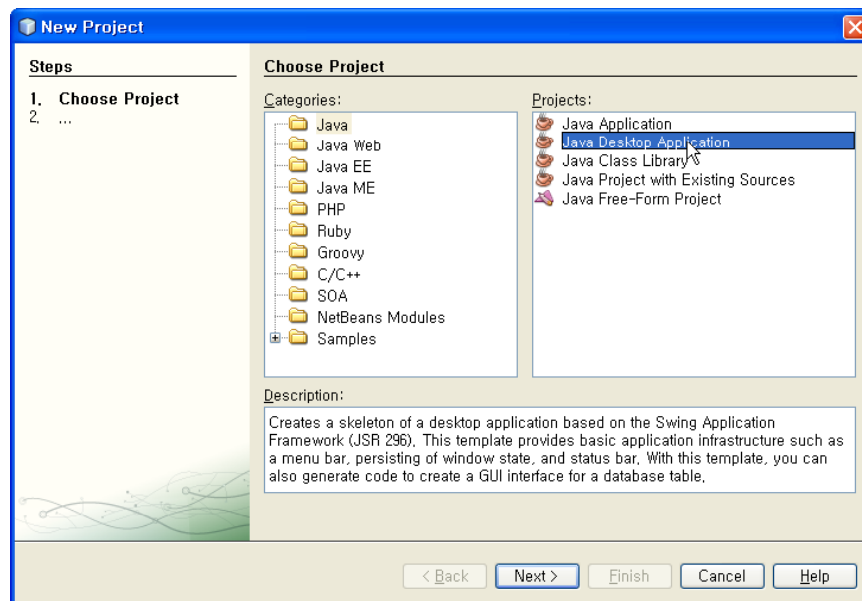 New Project
Steps
1. Choose Project
2. ...
Choose Project
Categories:
Java
Java Web
Java EE
Java ME
PHP
Ruby
Groovy
C/C++
SOA
NetBeans Modules
Samples
Projects:
Java Application
Java Desktop Application
Java Class Library
Java Project with Existing Sources
Java Free-Form Project
Description:
Creates a skeleton of a desktop application based on the Swing Application
Framework (JSR 296). This template provides basic application infrastructure such as
a menu bar, persisting of window state, and status bar. With this template, you can
also generate code to create a GUI interface for a database table.
< Back
Next >
Finish
Cancel
Help